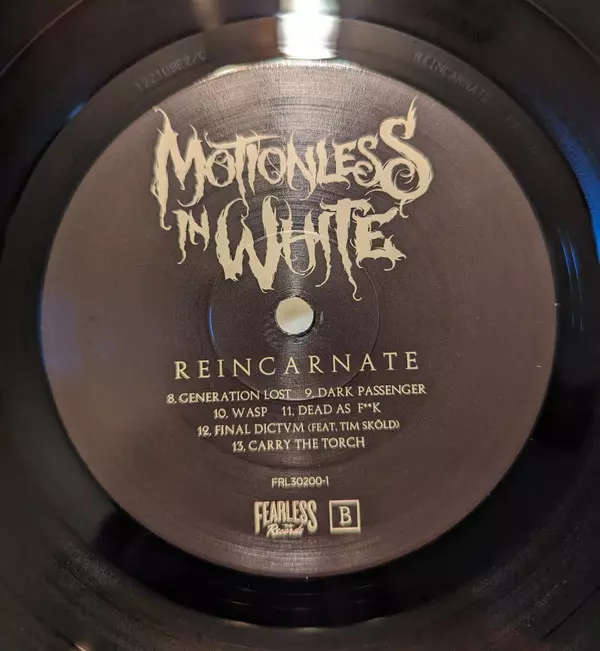 122109E2/C
REINCARNATE
MOTIONLESS
IN WHITE
REINCARNATE
8. GENERATION LOST 9. DARK PASSENGER
10. WASP 11. DEAD AS F**K
12. FINAL DICTVM (FEAT. TIM SKÖLD)
13. CARRY THE TORCH
FRL30200-1
FEARLESS
Records
B